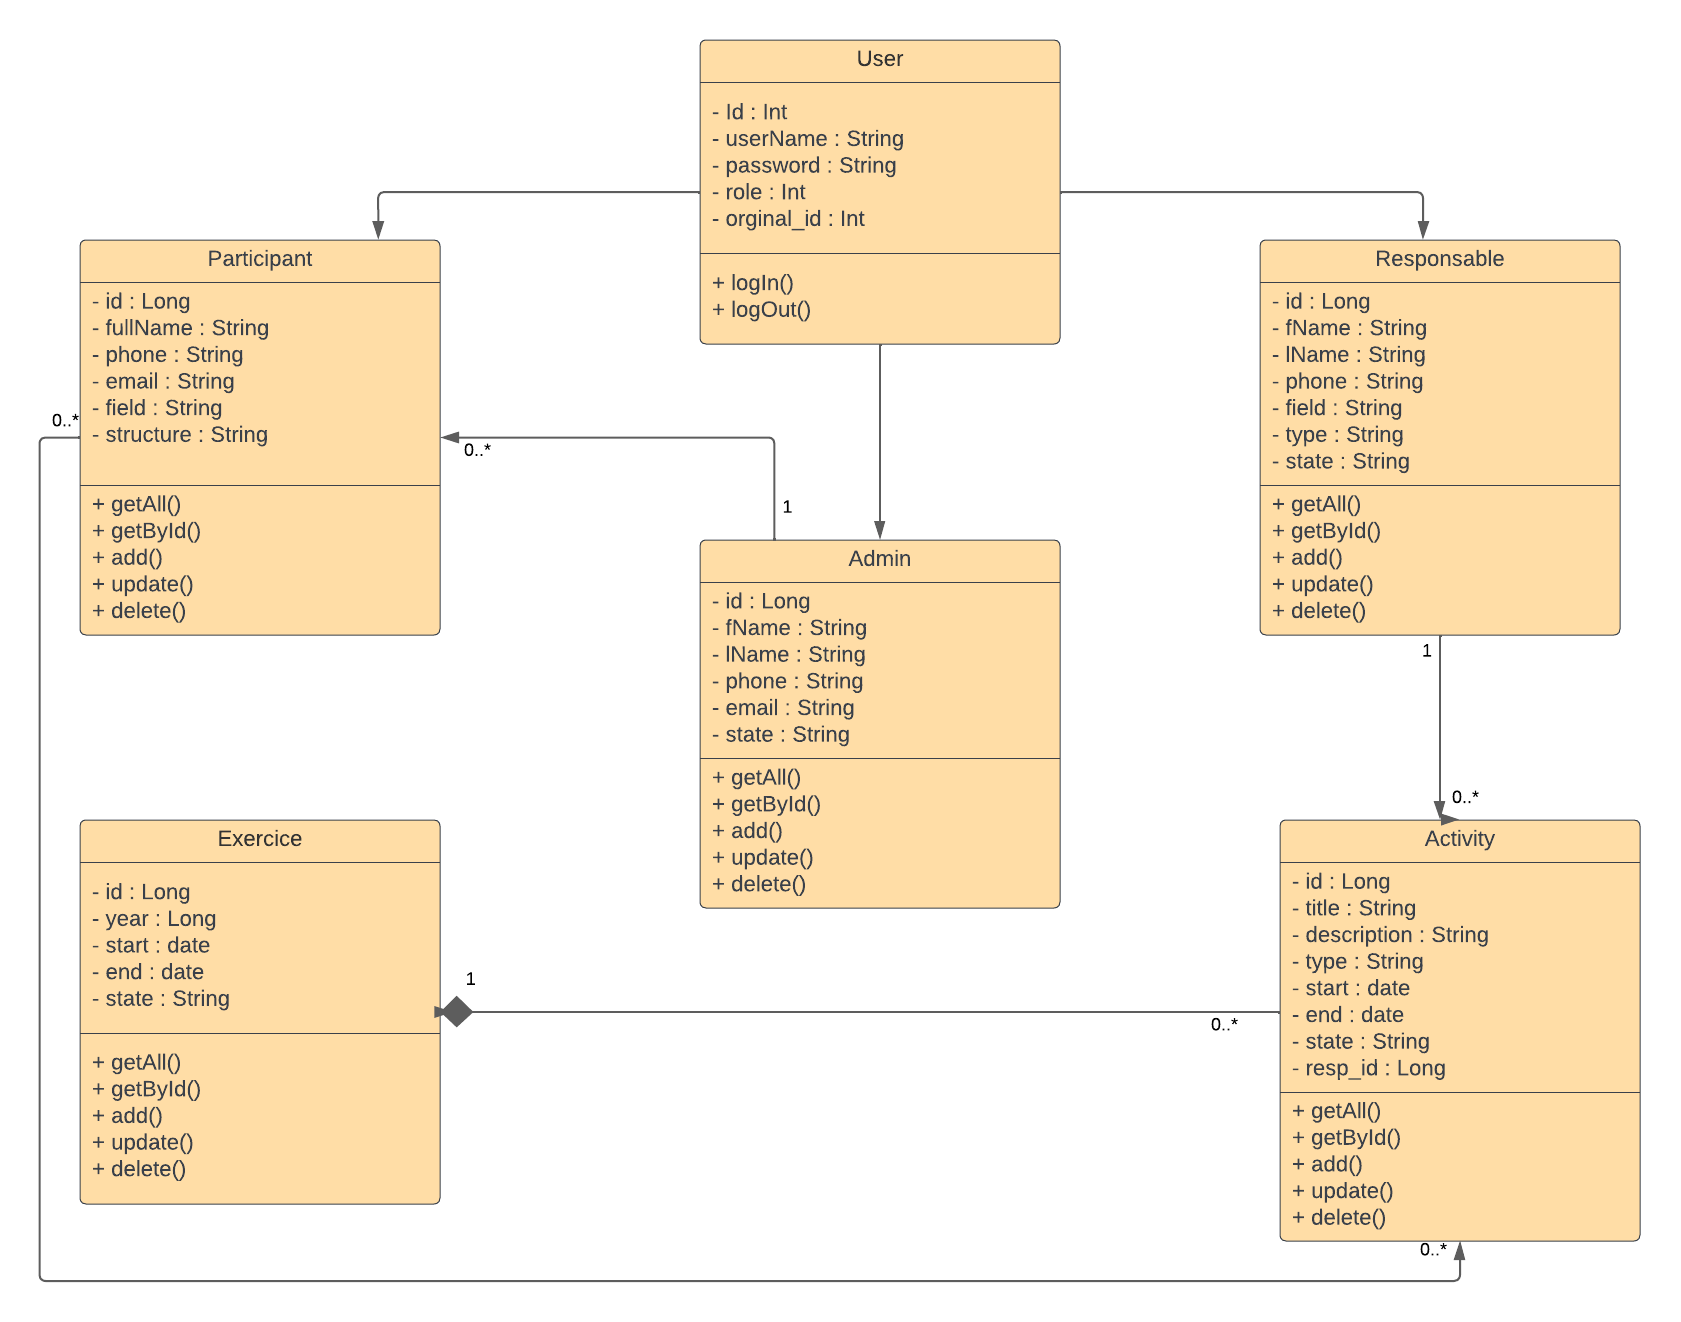 User
- Id : Int
- userName : String
- password : String
- role : Int
- orginal_id : Int
+ logIn()
+ logOut()
Participant
- id : Long
- fullName : String
- phone : String
- email : String
- field : String
- structure : String
+ getAll()
+ getById()
+ add()
+ update()
+ delete()
0..*
0..*
1
Responsable
- id : Long
- fName : String
- lName : String
- phone : String
- field : String
- type : String
- state : String
+ getAll()
+ getById()
+ add()
+ update()
+ delete()
1
0..*
Admin
- id : Long
- fName : String
- lName : String
- phone : String
- email : String
- state : String
+ getAll()
+ getById()
+ add()
+ update()
+ delete()
Exercice
- id : Long
- year : Long
- start : date
- end : date
- state : String
+ getAll()
+ getById()
+ add()
+ update()
+ delete()
1
0..*
Activity
- id : Long
- title : String
- description : String
- type : String
- start : date
- end : date
- state : String
- resp_id : Long
+ getAll()
+ getById()
+ add()
+ update()
+ delete()
0..*